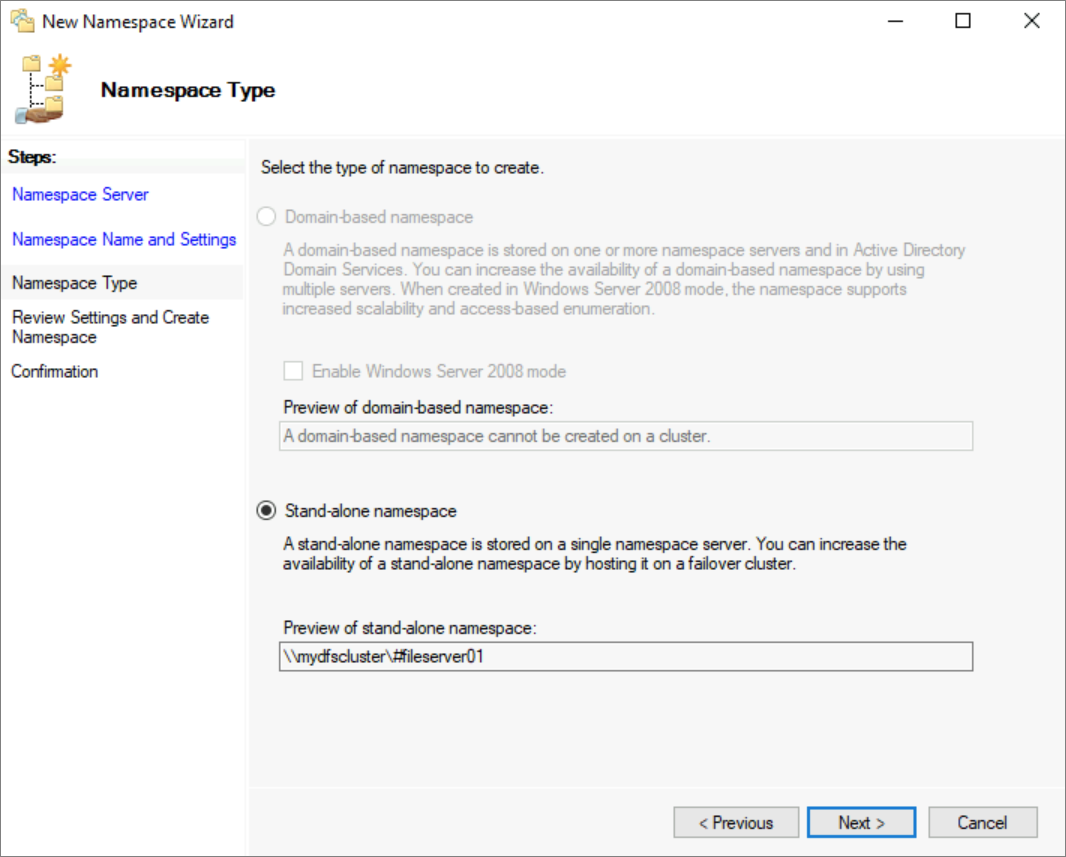 New Namespace Wizard
Namespace Type
Steps:
Namespace Server
Namespace Name and Settings
Namespace Type
Review Settings and Create
Namespace
Confirmation
Select the type of namespace to create.
Domain-based namespace
A domain-based namespace is stored on one or more namespace servers and in Active Directory
Domain Services. You can increase the availability of a domain-based namespace by using
multiple servers. When created in Windows Server 2008 mode, the namespace supports
increased scalability and access-based enumeration.
Enable Windows Server 2008 mode
Preview of domain-based namespace:
A domain-based namespace cannot be created on a cluster.
Stand-alone namespace
A stand-alone namespace is stored on a single namespace server. You can increase the
availability of a stand-alone namespace by hosting it on a failover cluster.
Preview of stand-alone namespace:
\\mydfscluster\#fileserver01
< Previous
Next >
Cancel